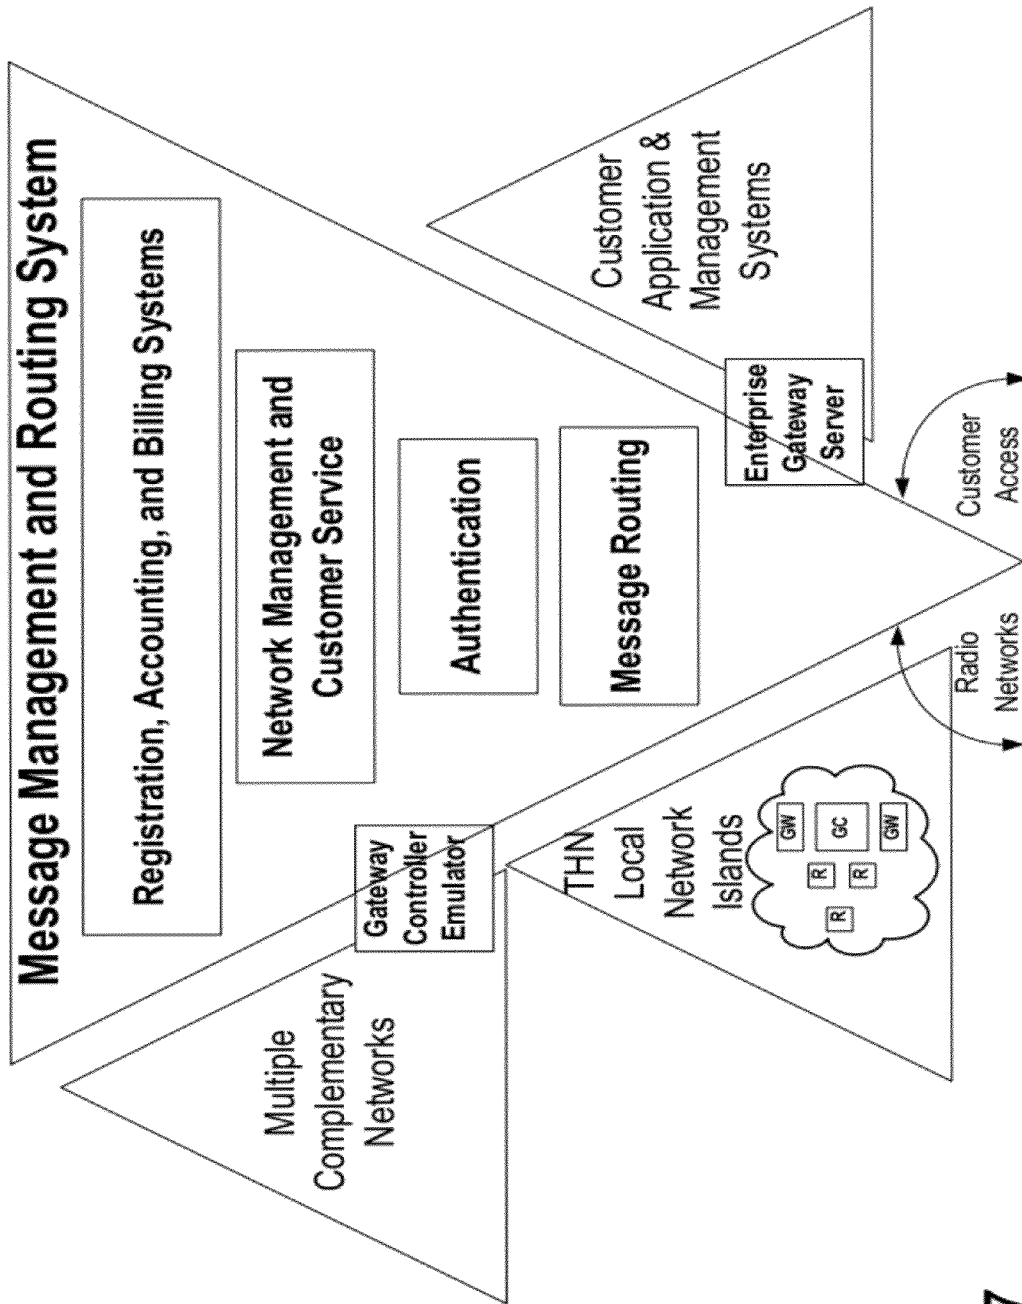 Message Management and Routing System
Registration, Accounting, and Billing Systems
Network Management and
Customer Service
Authentication
Message Routing
Gateway
Controller
Emulator
Multiple
Complementary
Networks
THN
Local
Network
Islands
R
R
R
GW
GC
GW
Enterprise
Gateway
Server
Customer
Application &
Management
Systems
Radio
Networks
Customer
Access
7